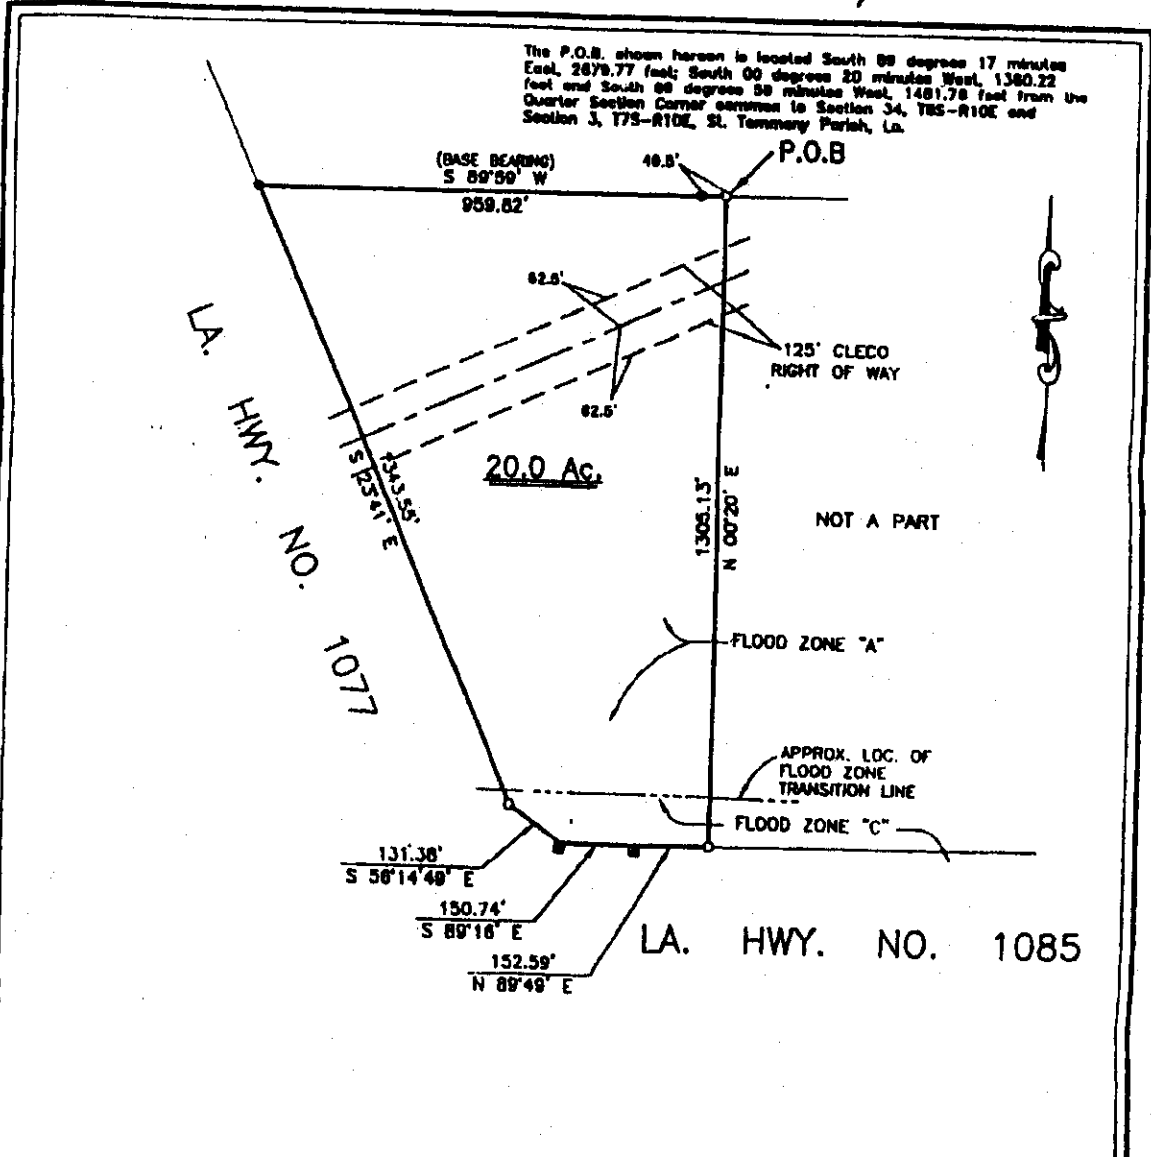 The P.O.B. shown hereon is located South 89 degrees 17 minutes
East, 2679.77 feet; South 00 degrees 20 minutes West, 1360.22
feet and South 89 degrees 59 minutes West, 1481.78 feet from the
Quarter Section Corner common to Section 34, T6S-R10E and
Section 3, T7S-R10E, St. Tammany Parish, La.
P.O.B
(BASE BEARING)
S 89°59' W
959.82'
49.5'
62.5'
125' CLECO
RIGHT OF WAY
62.5'
LA. HWY. NO. 1077
1343.55'
S 23°41' E
20.0 Ac.
1305.13'
N 00°20' E
NOT A PART
FLOOD ZONE "A"
APPROX. LOC. OF
FLOOD ZONE
TRANSITION LINE
FLOOD ZONE "C"
131.38'
S 56°14'49" E
150.74'
S 89°16' E
152.59'
N 89°49' E
LA. HWY. NO. 1085